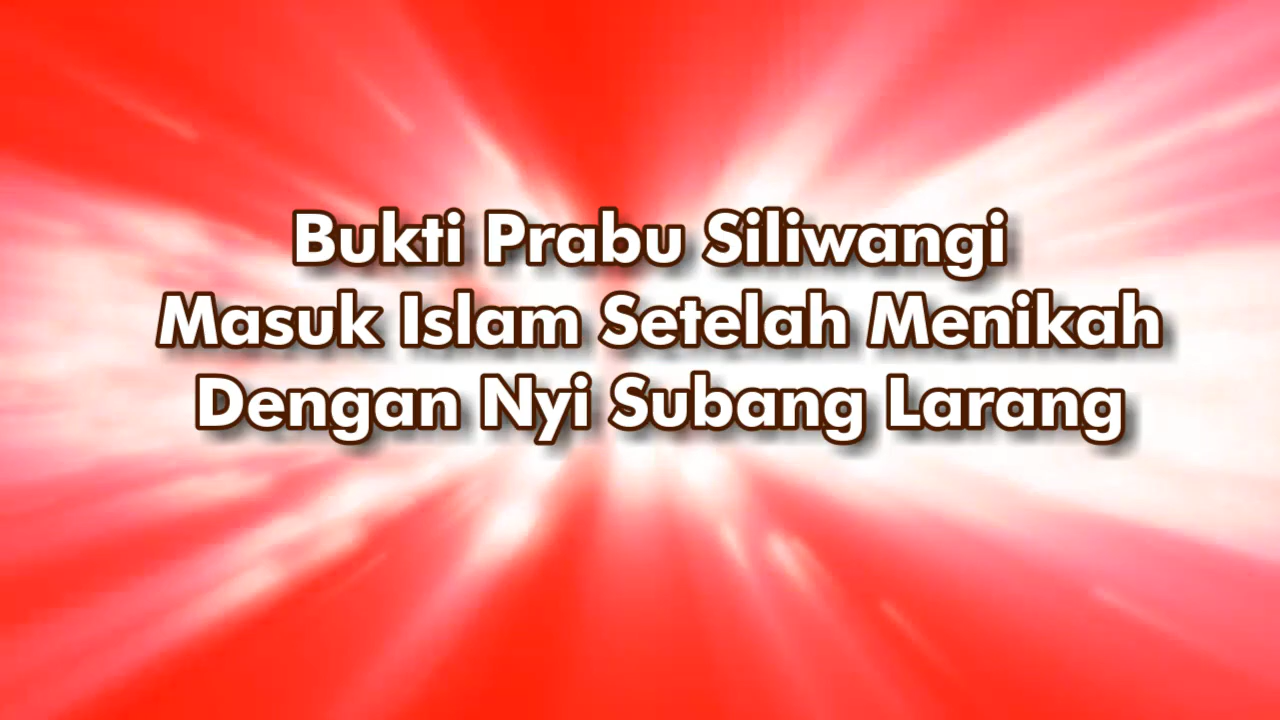 Bukti Prabu Siliwangi
Masuk Islam Setelah Menikah
Dengan Nyi Subang Larang